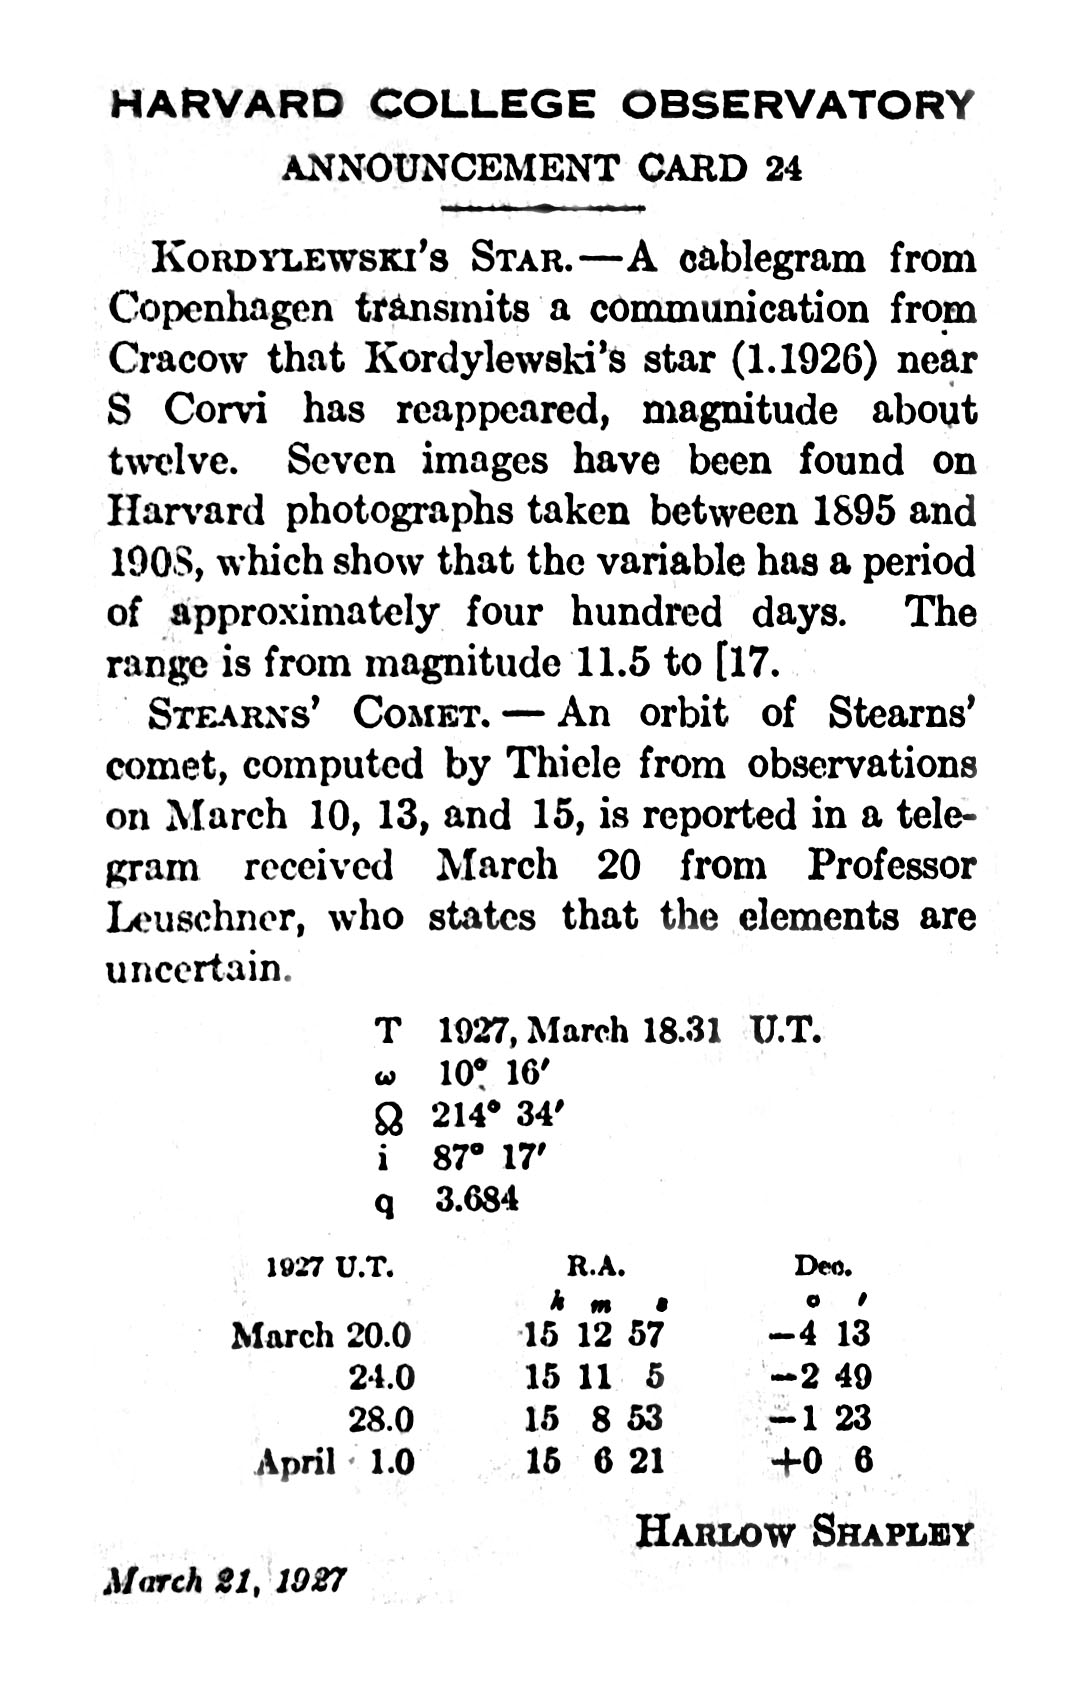 HARVARD COLLEGE OBSERVATORY
ANNOUNCEMENT CARD 24
KORDYLEWSKI'S STAR.—A cablegram from
Copenhagen transmits a communication from
Cracow that Kordylewski's star (1.1926) near
S Corvi has reappeared, magnitude about
twelve. Seven images have been found on
Harvard photographs taken between 1895 and
1908, which show that the variable has a period
of approximately four hundred days. The
range is from magnitude 11.5 to [17.
STEARNS' COMET. — An orbit of Stearns'
comet, computed by Thiele from observations
on March 10, 13, and 15, is reported in a tele-
gram received March 20 from Professor
Leuschner, who states that the elements are
uncertain.
T 1927, March 18.31 U.T.
ω 10° 16′
☊ 214° 34′
i 87° 17′
q 3.684
1927 U.T. R.A. Dec.
h m s ° ′
March 20.0 15 12 57 —4 13
24.0 15 11 5 —2 49
28.0 15 8 53 —1 23
April 1.0 15 6 21 +0 6
HARLOW SHAPLEY
March 21, 1927